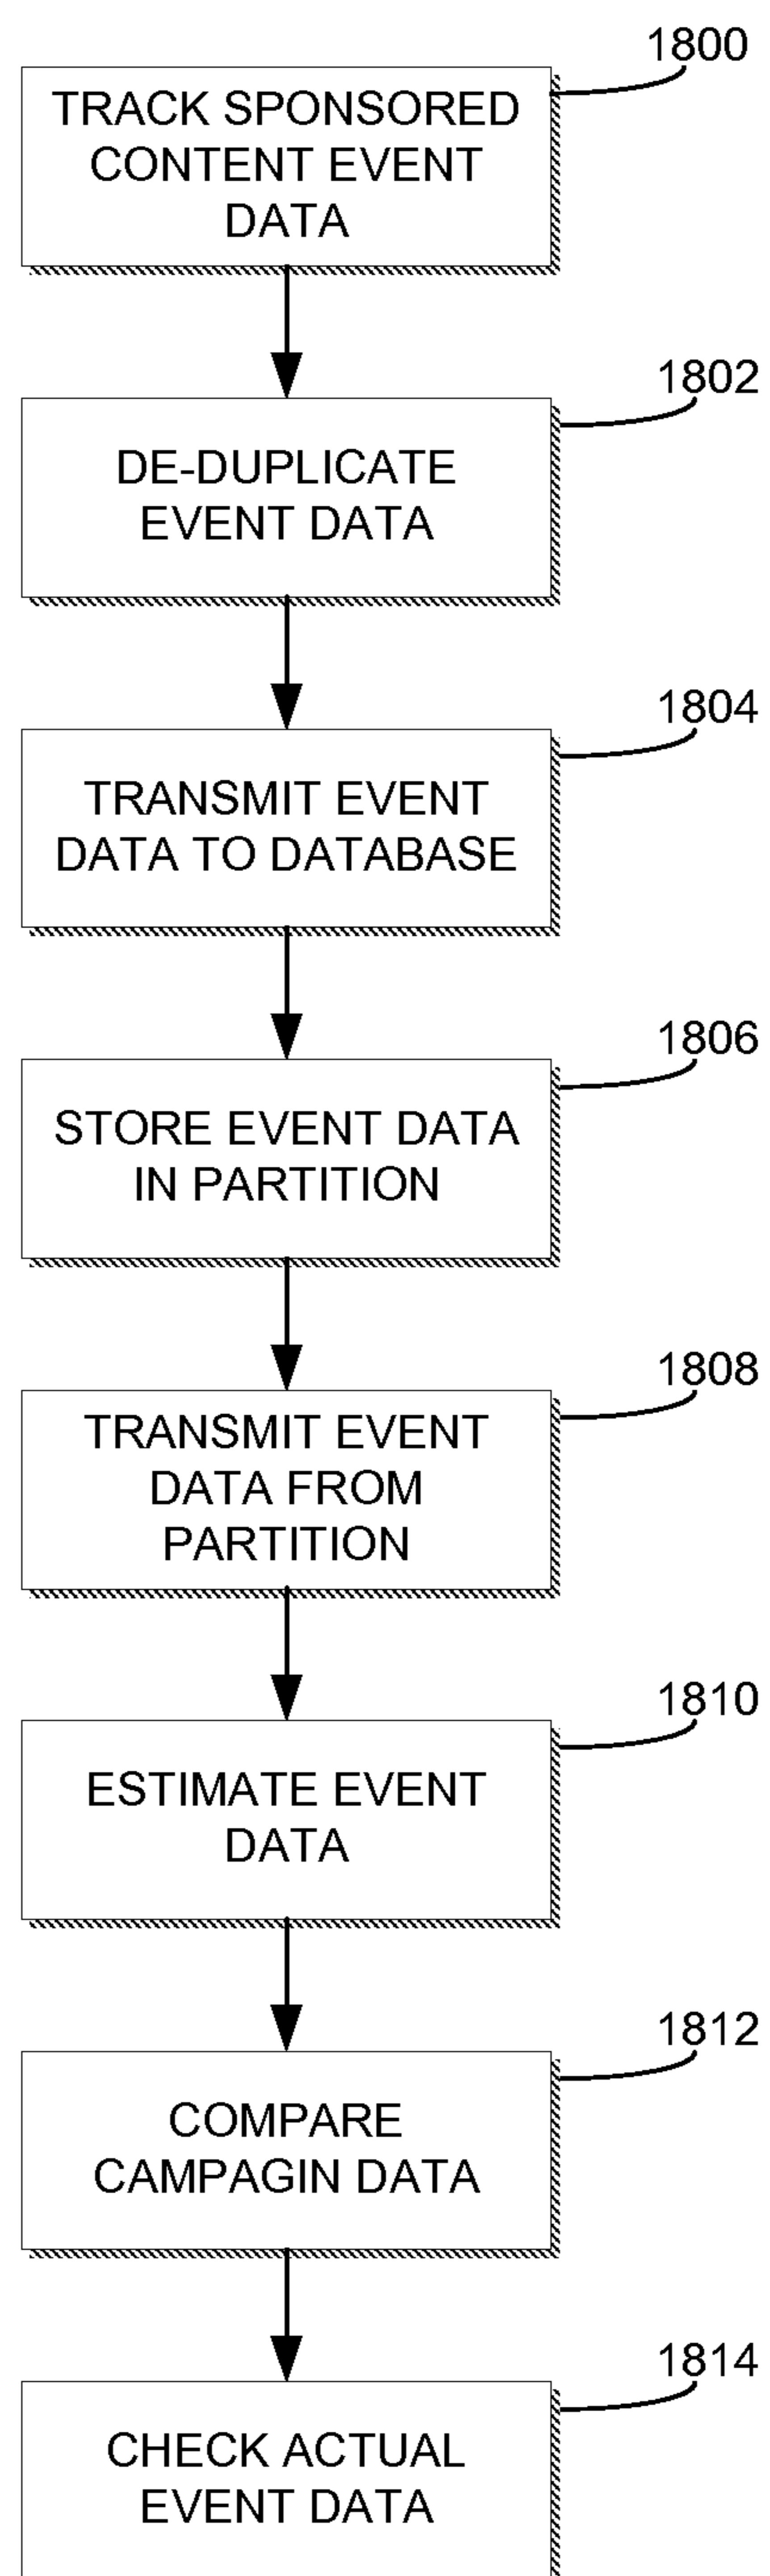 1800
TRACK SPONSORED
CONTENT EVENT
DATA
1802
DE-DUPLICATE
EVENT DATA
1804
TRANSMIT EVENT
DATA TO DATABASE
1806
STORE EVENT DATA
IN PARTITION
1808
TRANSMIT EVENT
DATA FROM
PARTITION
1810
ESTIMATE EVENT
DATA
1812
COMPARE
CAMPAGIN DATA
1814
CHECK ACTUAL
EVENT DATA